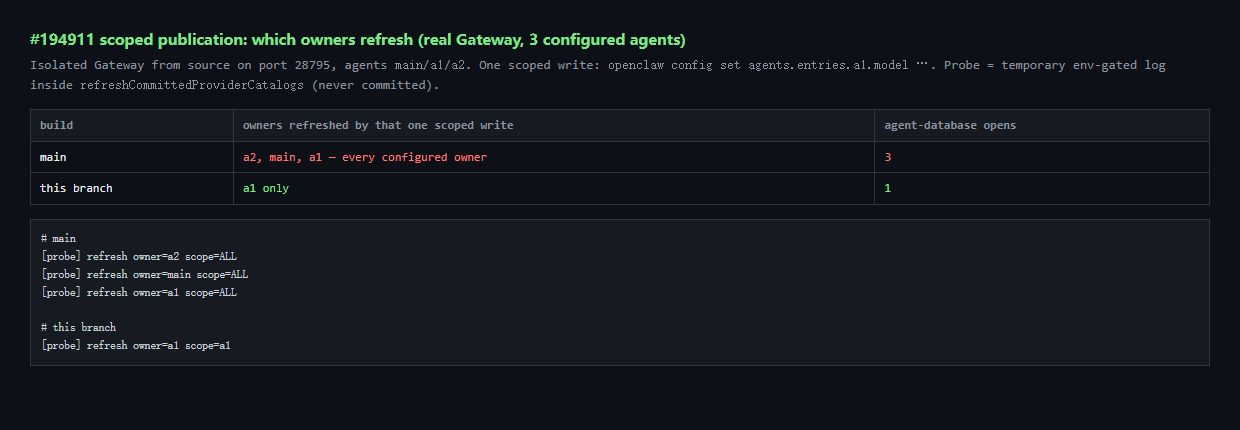 #194911 scoped publication: which owners refresh (real Gateway, 3 configured agents)
Isolated Gateway from source on port 28795, agents main/a1/a2. One scoped write: openclaw config set agents.entries.a1.model ⋯. Probe = temporary env-gated log
inside refreshCommittedProviderCatalogs (never committed).
build owners refreshed by that one scoped write agent-database opens
main a2, main, a1 — every configured owner 3
this branch a1 only 1
# main
[probe] refresh owner=a2 scope=ALL
[probe] refresh owner=main scope=ALL
[probe] refresh owner=a1 scope=ALL
# this branch
[probe] refresh owner=a1 scope=a1